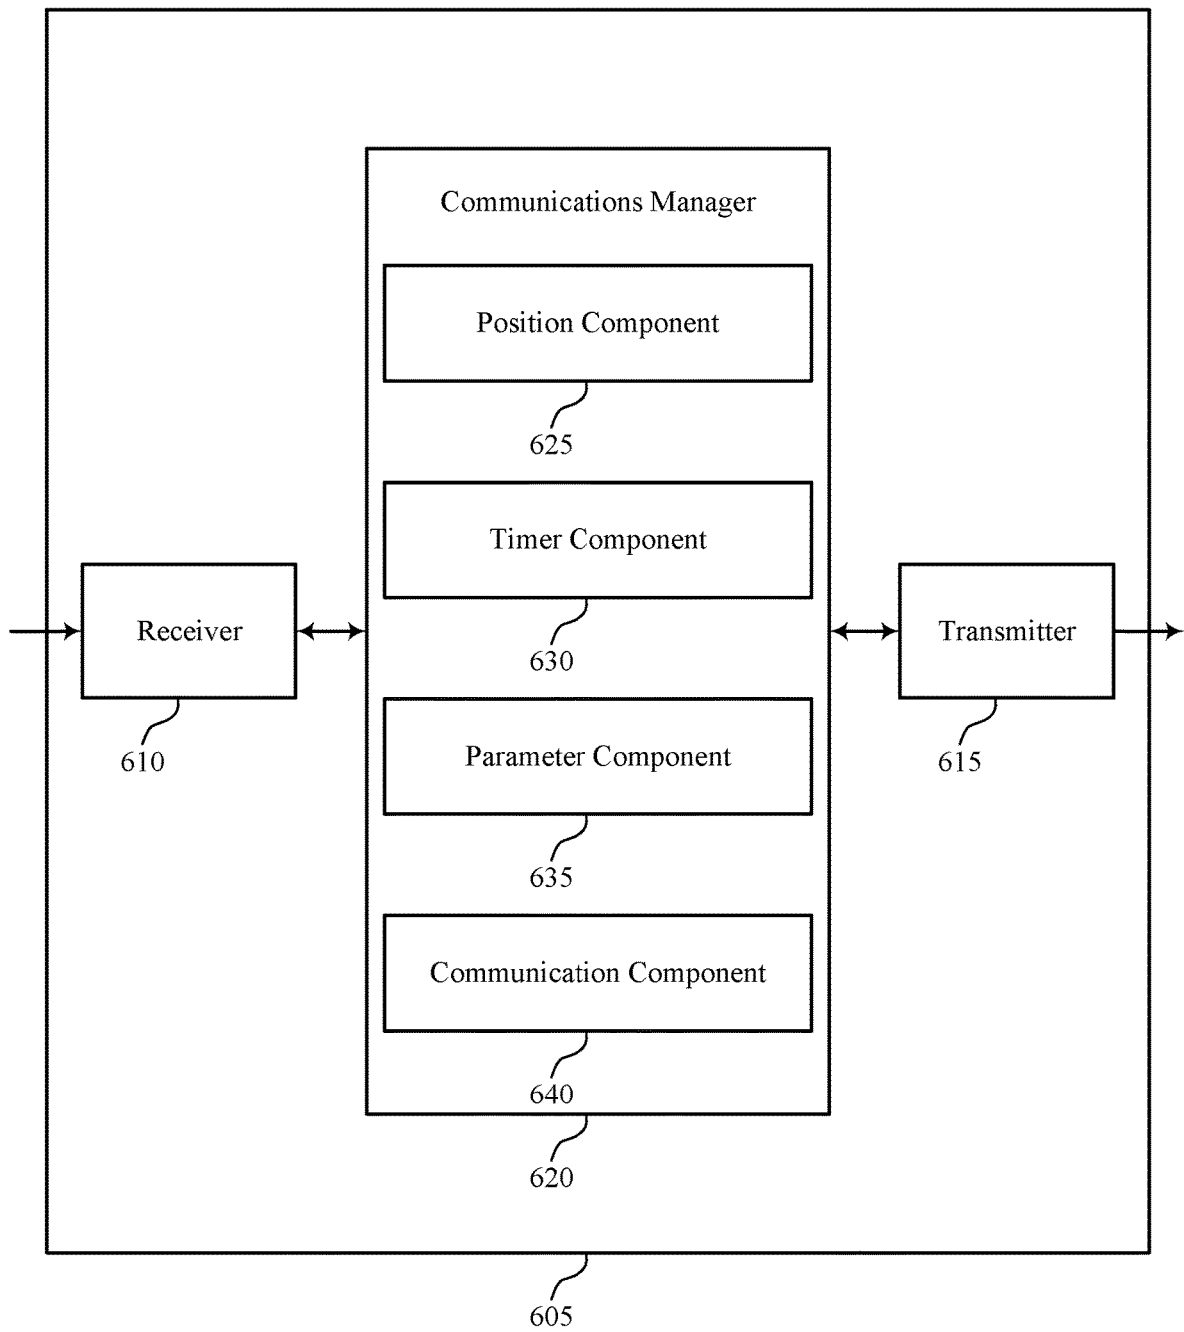 Communications Manager
Position Component
625
Timer Component
630
Receiver
610
Transmitter
615
Parameter Component
635
Communication Component
640
620
605